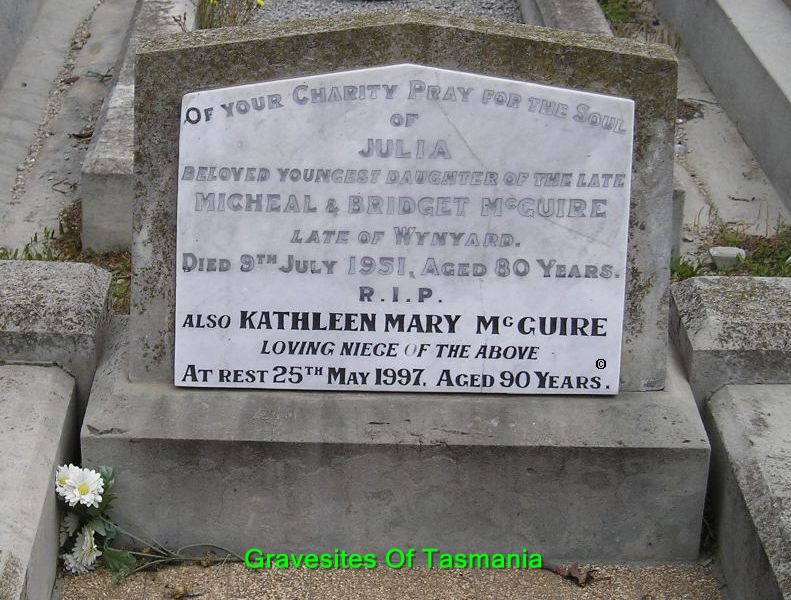 Of your Charity Pray for the Soul
of
JULIA
Beloved youngest daughter of the late
Micheal & Bridget McGuire
late of Wynyard.
Died 9th July 1951, Aged 80 Years.
R.I.P.
also Kathleen Mary McGuire
loving niege of the above
At rest 25th May 1997, Aged 90 Years.
©
Gravesites Of Tasmania